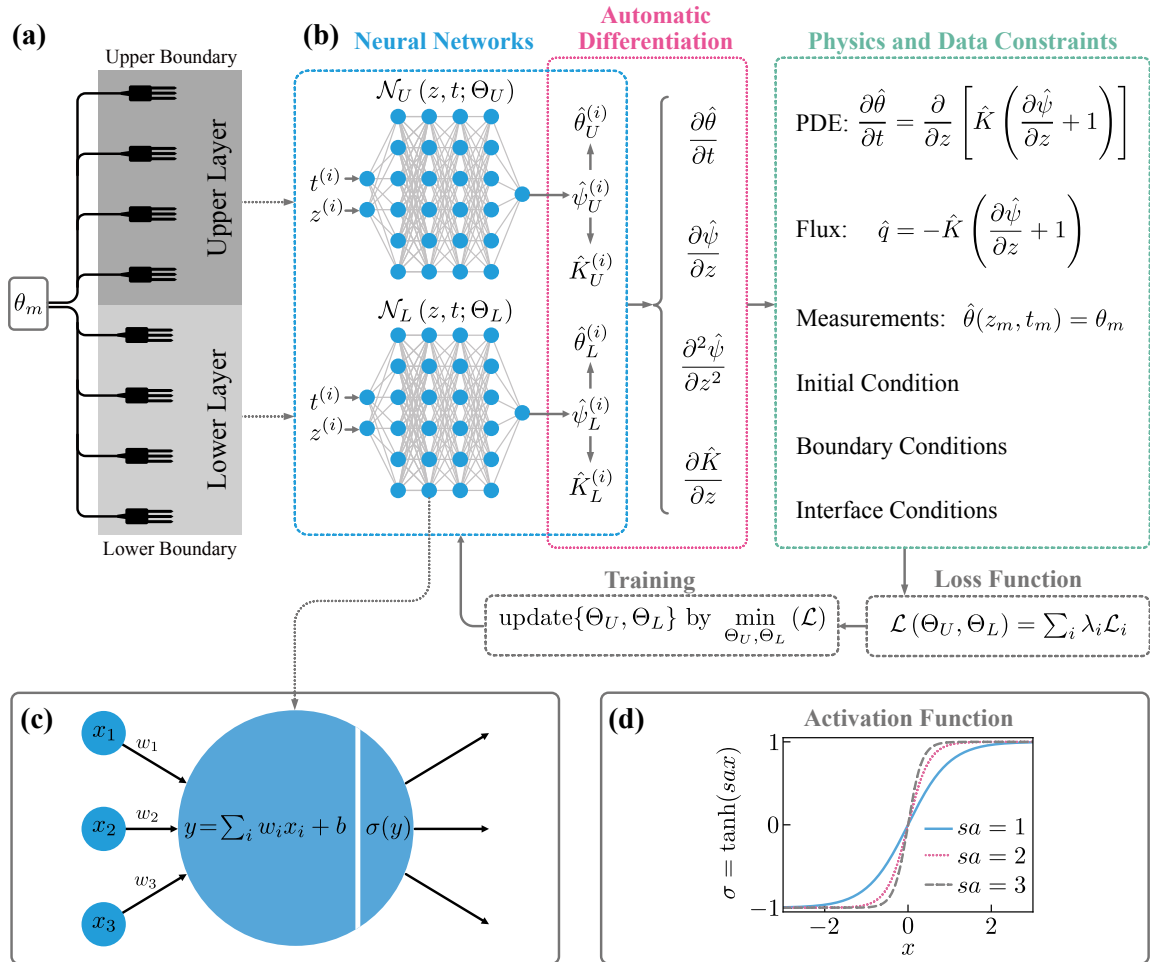 (a)
Upper Boundary
Upper Layer
θ_m
Lower Layer
Lower Boundary
(b)
Neural Networks
𝒩_U (z, t; Θ_U)
t^(i)
z^(i)
θ̂_U^(i)
ψ̂_U^(i)
K̂_U^(i)
𝒩_L (z, t; Θ_L)
t^(i)
z^(i)
θ̂_L^(i)
ψ̂_L^(i)
K̂_L^(i)
Automatic
Differentiation
∂θ̂/∂t
∂ψ̂/∂z
∂²ψ̂/∂z²
∂K̂/∂z
Physics and Data Constraints
PDE: ∂θ̂/∂t = ∂/∂z [K̂ (∂ψ̂/∂z + 1)]
Flux: q̂ = −K̂ (∂ψ̂/∂z + 1)
Measurements: θ̂(z_m, t_m) = θ_m
Initial Condition
Boundary Conditions
Interface Conditions
Loss Function
ℒ (Θ_U, Θ_L) = ∑_i λ_i ℒ_i
Training
update{Θ_U, Θ_L} by min_{Θ_U, Θ_L} (ℒ)
(c)
x_1
w_1
x_2
w_2
x_3
w_3
y = ∑_i w_i x_i + b
σ(y)
(d)
Activation Function
σ = tanh(sax)
1
0
−1
−2
0
2
x
sa = 1
sa = 2
sa = 3